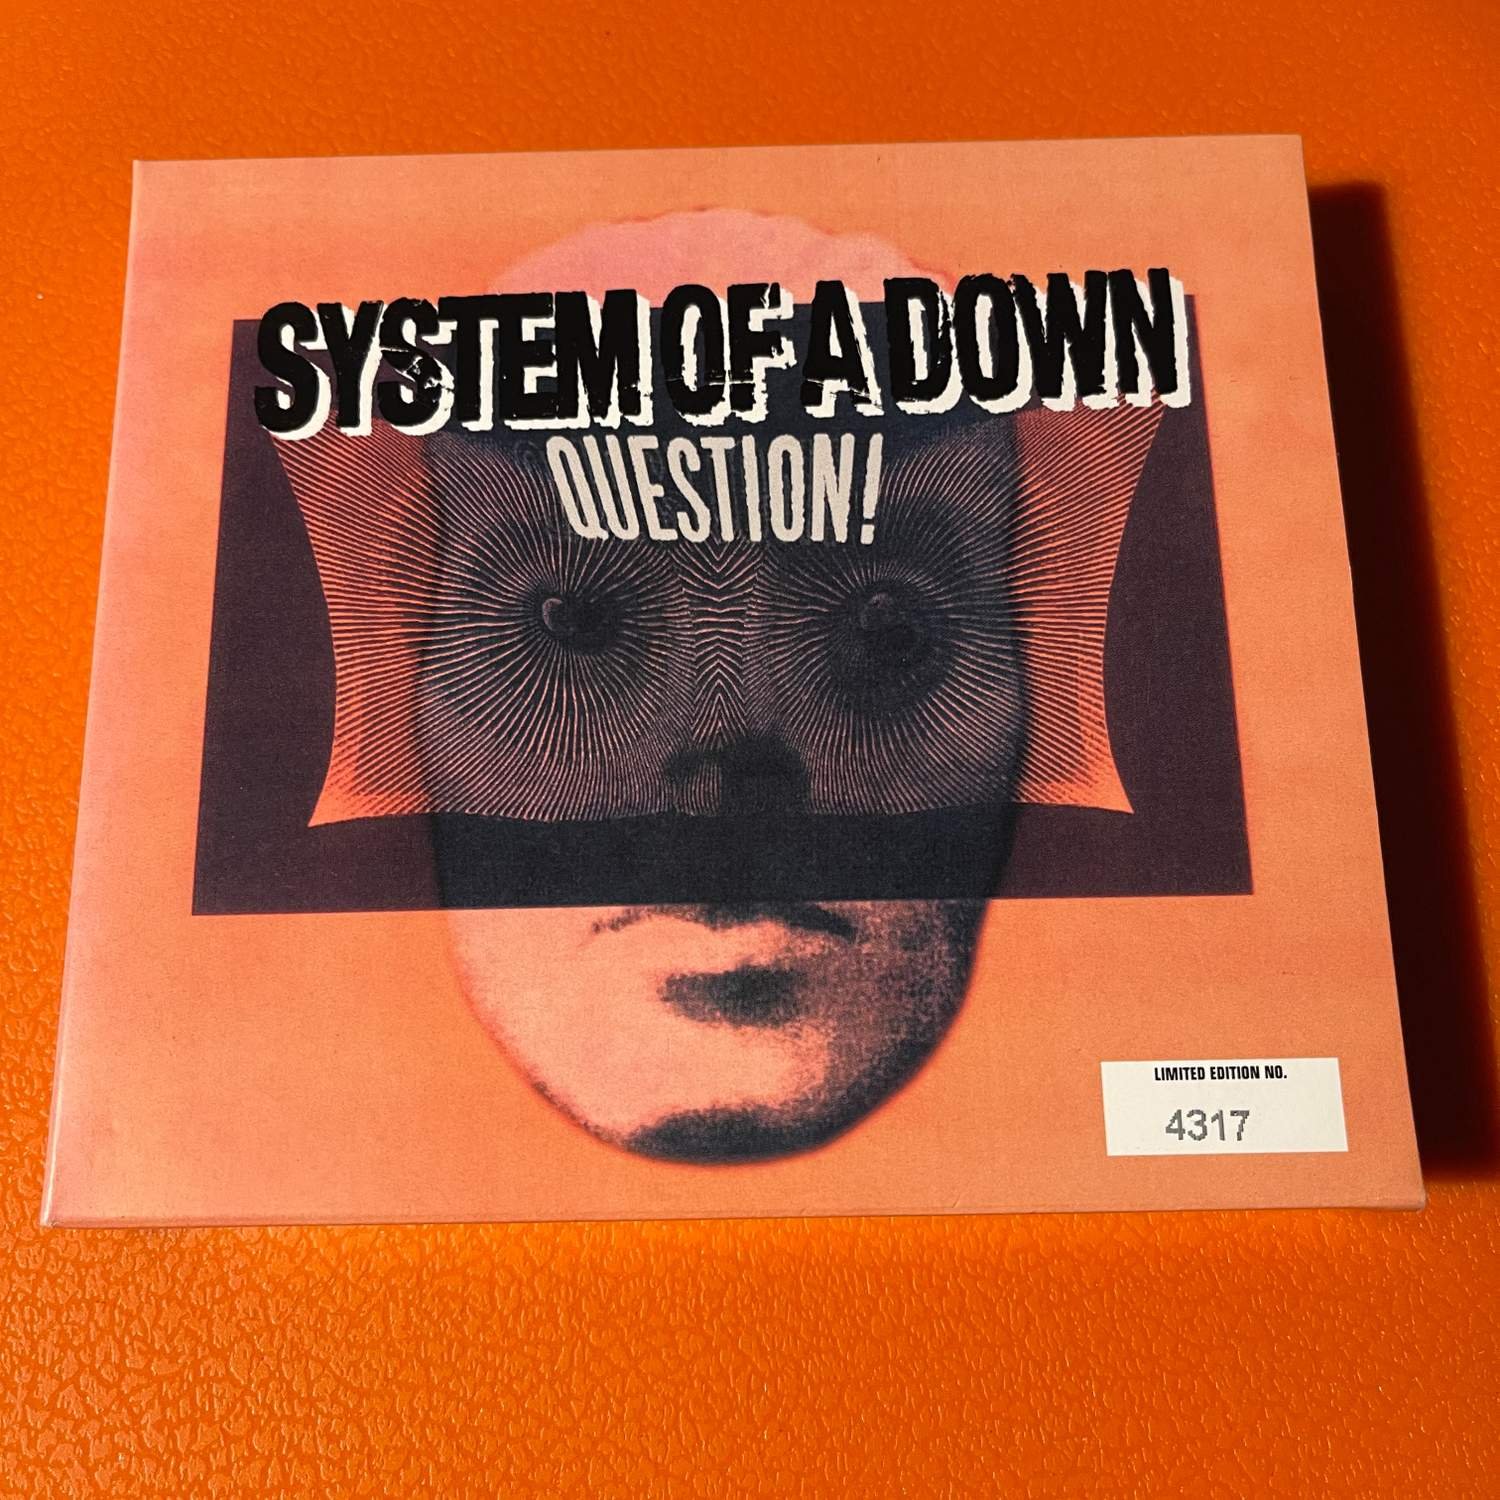 SYSTEM OF A DOWN
QUESTION!
LIMITED EDITION NO.
4317